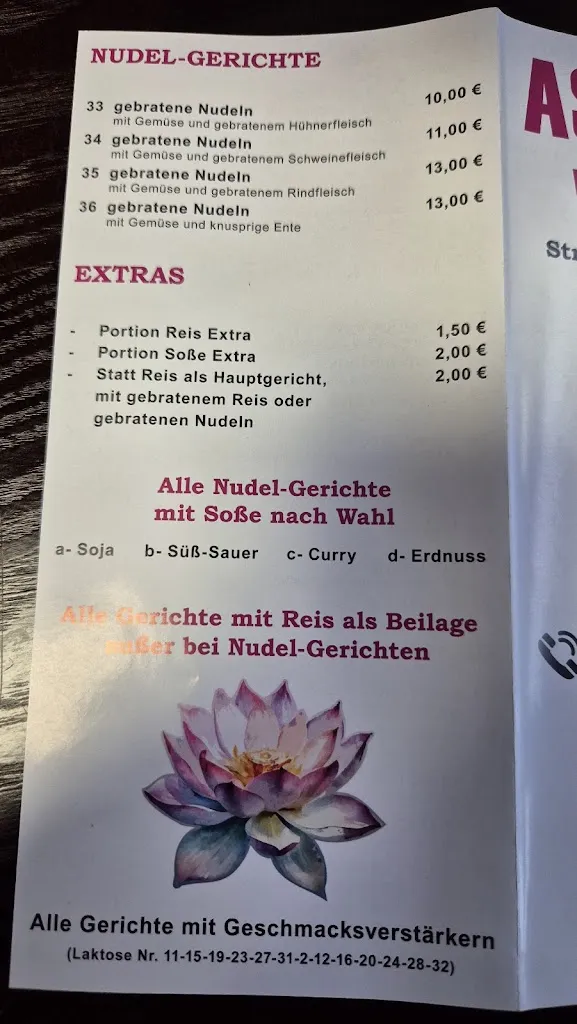 NUDEL-GERICHTE
33 gebratene Nudeln 10,00 €
mit Gemüse und gebratenem Hühnerfleisch
34 gebratene Nudeln 11,00 €
mit Gemüse und gebratenem Schweinefleisch
35 gebratene Nudeln 13,00 €
mit Gemüse und gebratenem Rindfleisch
36 gebratene Nudeln 13,00 €
mit Gemüse und knusprige Ente
EXTRAS
- Portion Reis Extra 1,50 €
- Portion Soße Extra 2,00 €
- Statt Reis als Hauptgericht, 2,00 €
mit gebratenem Reis oder
gebratenen Nudeln
Alle Nudel-Gerichte
mit Soße nach Wahl
a- Soja b- Süß-Sauer c- Curry d- Erdnuss
Alle Gerichte mit Reis als Beilage
außer bei Nudel-Gerichten
Alle Gerichte mit Geschmacksverstärkern
(Laktose Nr. 11-15-19-23-27-31-2-12-16-20-24-28-32)